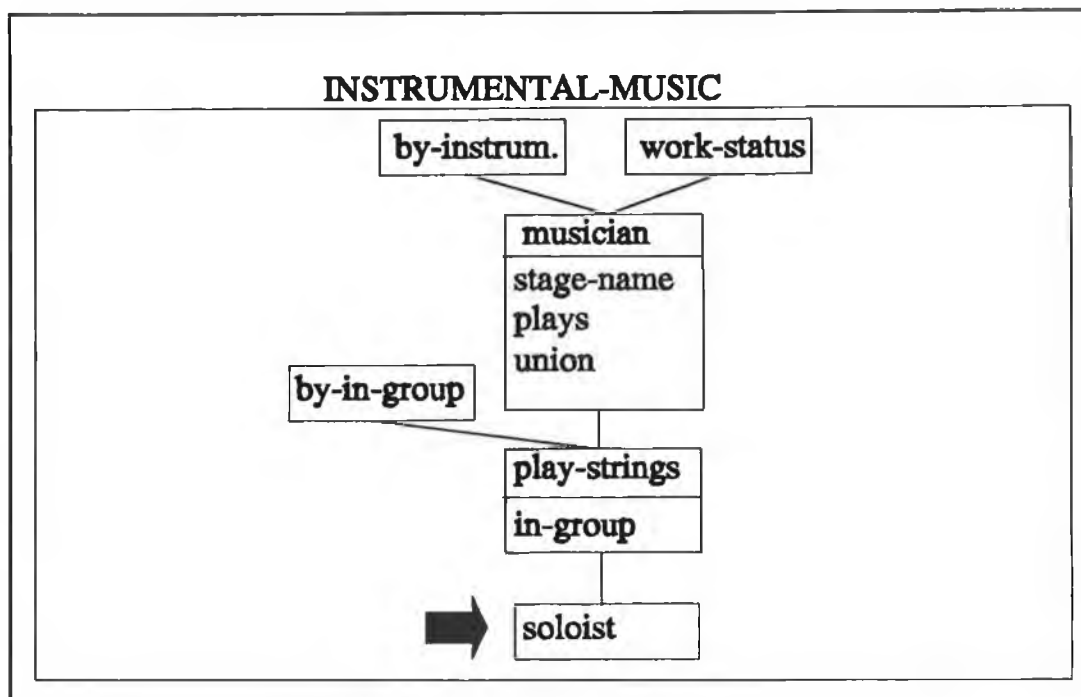 INSTRUMENTAL-MUSIC
by-instrum.
work-status
musician
stage-name
plays
union
by-in-group
play-strings
in-group
soloist